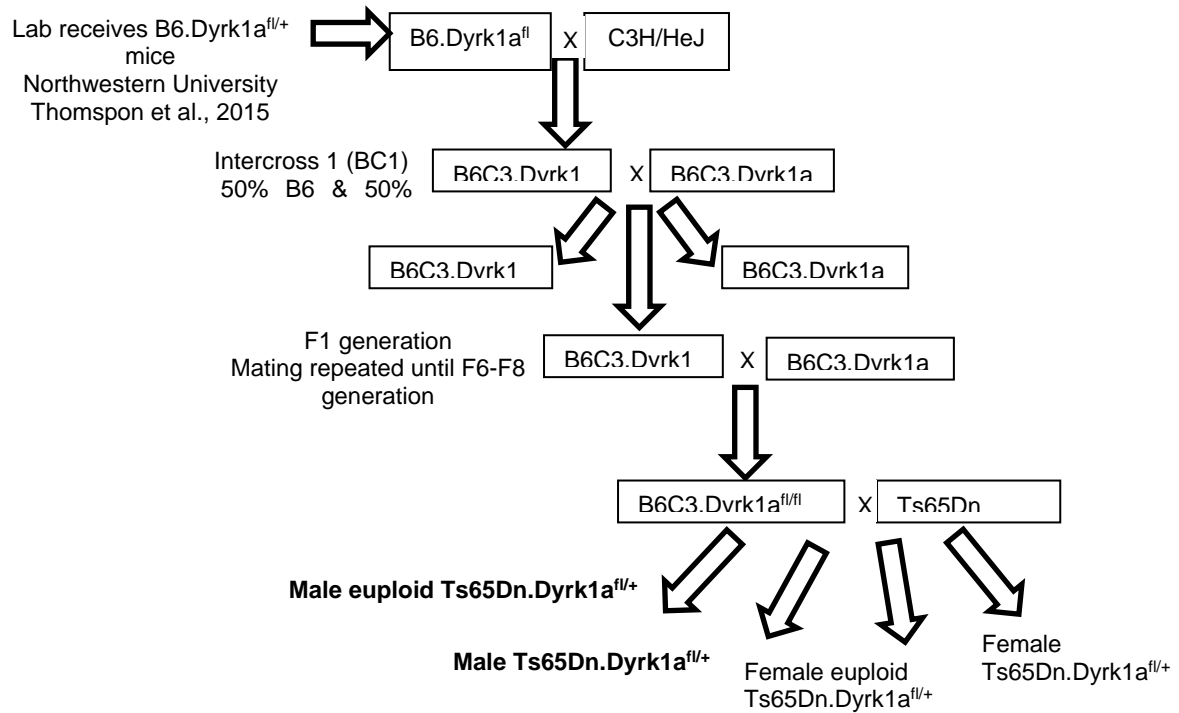 Lab receives B6.Dyrk1a^fl/+
mice
Northwestern University
Thomspon et al., 2015
B6.Dyrk1a^fl
X
C3H/HeJ
Intercross 1 (BC1)
50% B6 & 50%
B6C3.Dyrk1
X
B6C3.Dyrk1a
B6C3.Dyrk1
B6C3.Dyrk1a
F1 generation
Mating repeated until F6-F8
generation
B6C3.Dyrk1
X
B6C3.Dyrk1a
B6C3.Dyrk1a^fl/fl
X
Ts65Dn
Male euploid Ts65Dn.Dyrk1a^fl/+
Male Ts65Dn.Dyrk1a^fl/+
Female euploid
Ts65Dn.Dyrk1a^fl/+
Female
Ts65Dn.Dyrk1a^fl/+